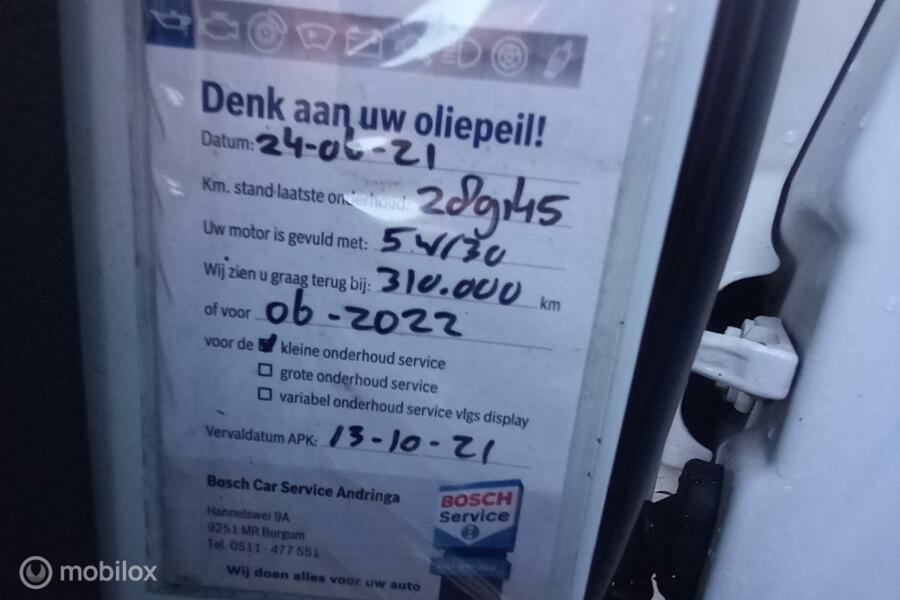 Denk aan uw oliepeil!
Datum: 24-06-21
Km. stand laatste onderhoud:
Uw motor is gevuld met: 5W/30
Wij zien u graag terug bij: 310.000 km
of voor 06-2022
voor de kleine onderhoud service
grote onderhoud service
variabel onderhoud service vlgs display
Vervaldatum APK: 13-10-21
Bosch Car Service Andringa
Hannelswei 9A
9251 MR Burgum
Tel. 0511-477 551
Wij doen alles voor uw auto
BOSCH
Service
mobilox